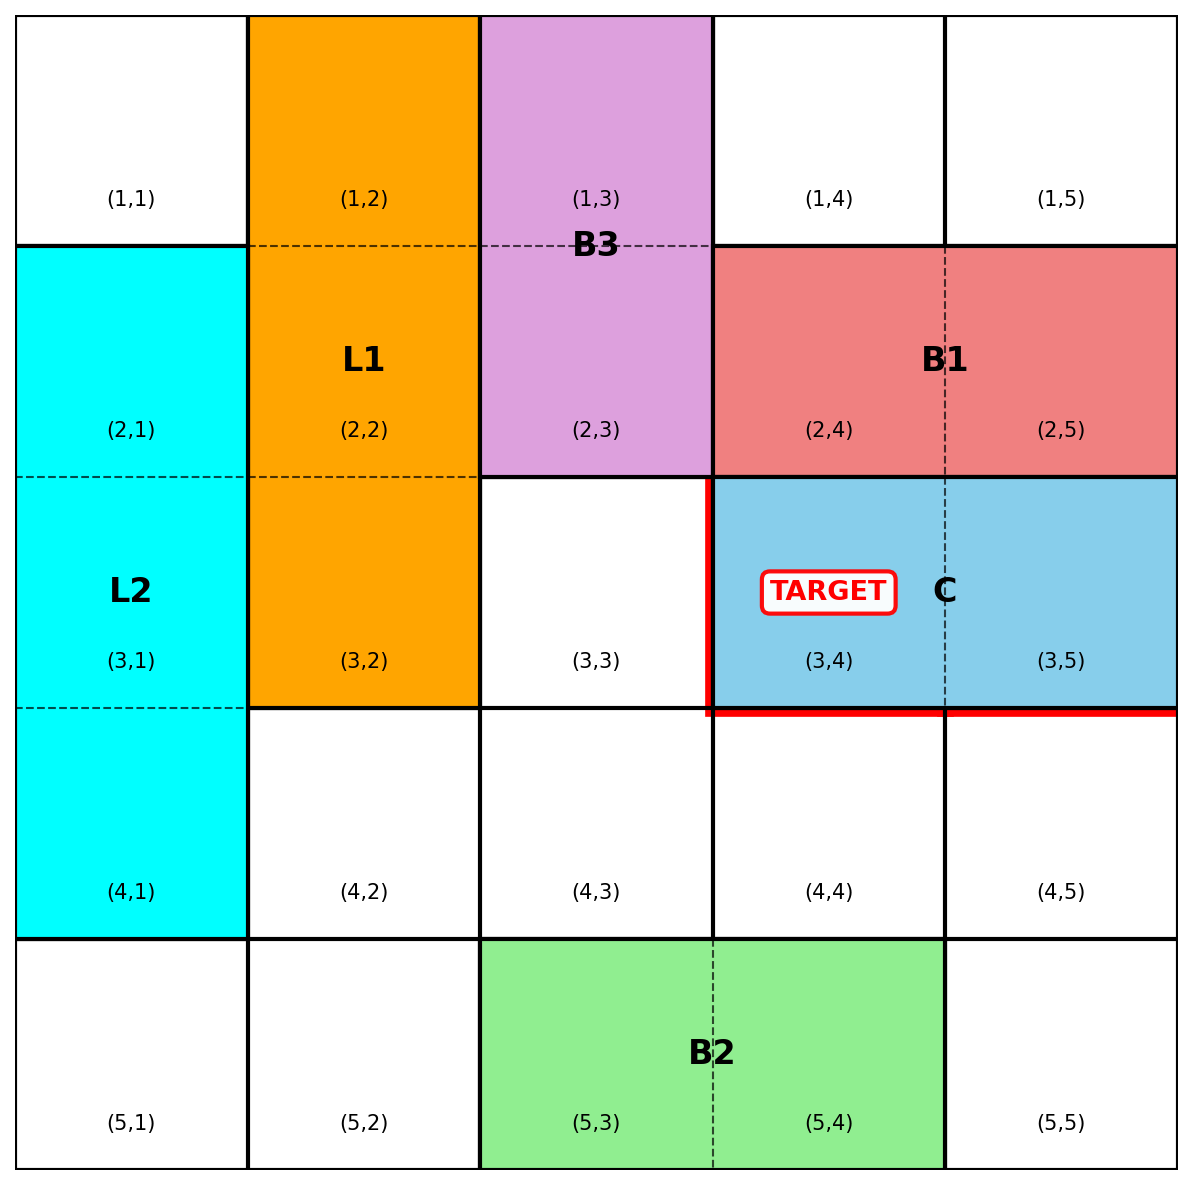 (1,1) (1,2) (1,3) (1,4) (1,5)
B3
L1 B1
(2,1) (2,2) (2,3) (2,4) (2,5)
L2 TARGET C
(3,1) (3,2) (3,3) (3,4) (3,5)
(4,1) (4,2) (4,3) (4,4) (4,5)
B2
(5,1) (5,2) (5,3) (5,4) (5,5)